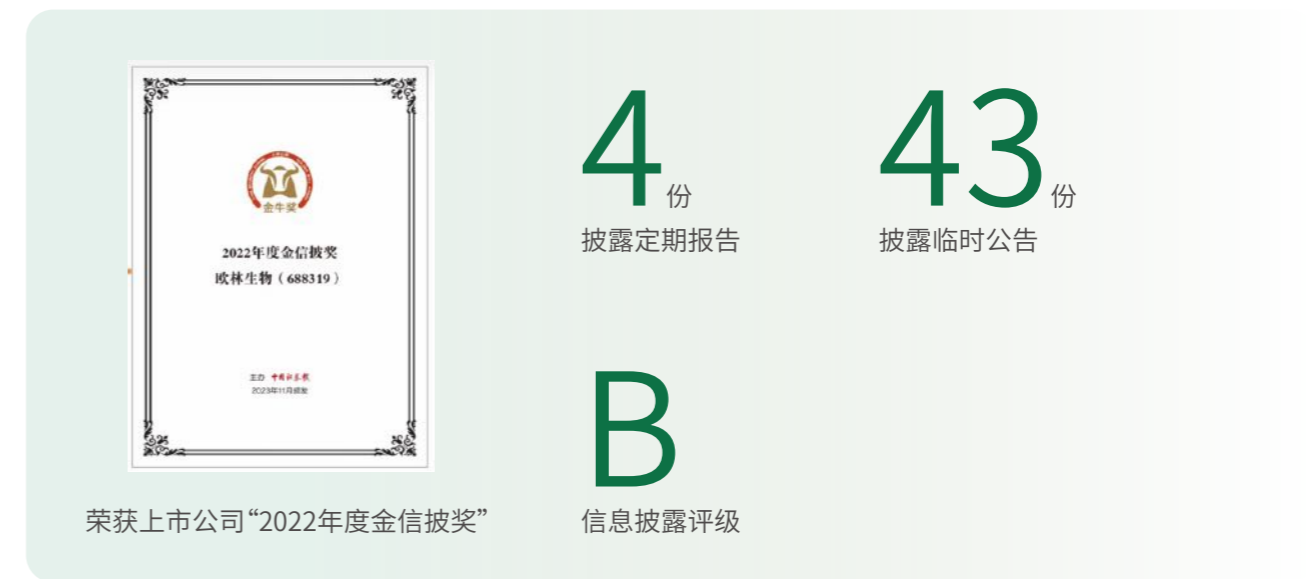 金牛奖
2022年度金信披奖
欧林生物（688319）
主办 中国证券报
2023年11月颁发
荣获上市公司“2022年度金信披奖”
4份
披露定期报告
43份
披露临时公告
B
信息披露评级